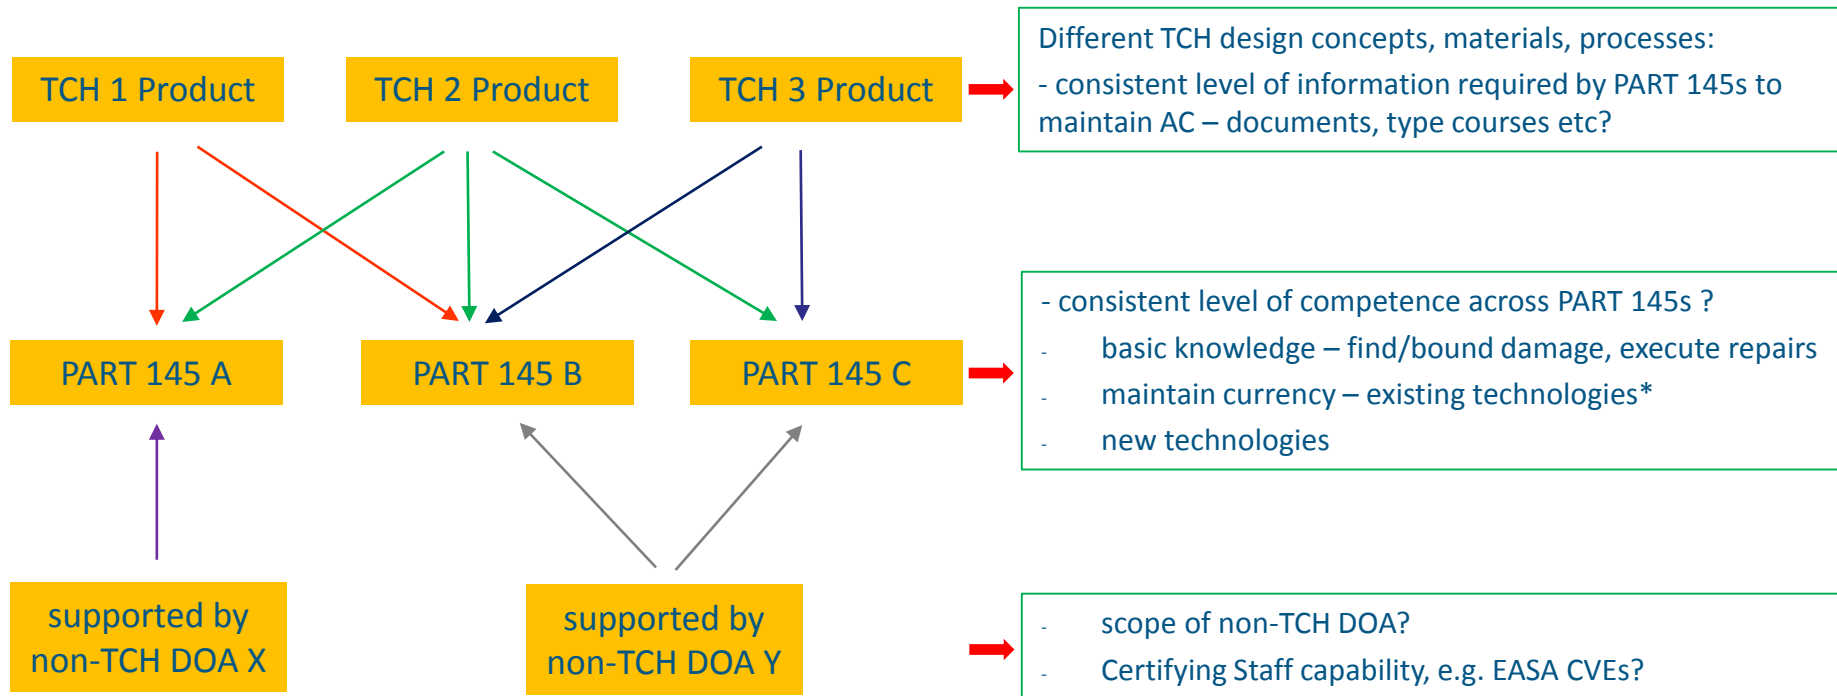 TCH 1 Product
TCH 2 Product
TCH 3 Product
Different TCH design concepts, materials, processes:
- consistent level of information required by PART 145s to
maintain AC – documents, type courses etc?
PART 145 A
PART 145 B
PART 145 C
- consistent level of competence across PART 145s ?
- basic knowledge – find/bound damage, execute repairs
- maintain currency – existing technologies*
- new technologies
supported by
non-TCH DOA X
supported by
non-TCH DOA Y
- scope of non-TCH DOA?
- Certifying Staff capability, e.g. EASA CVEs?